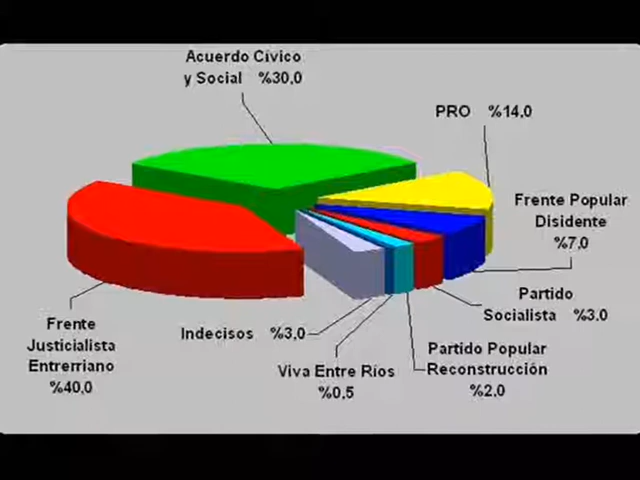 Acuerdo Cívico
y Social %30,0
PRO %14,0
Frente Popular
Disidente
%7,0
Partido
Socialista %3.0
Partido Popular
Reconstrucción
%2,0
Viva Entre Ríos
%0,5
Indecisos %3,0
Frente
Justicialista
Entrerriano
%40,0